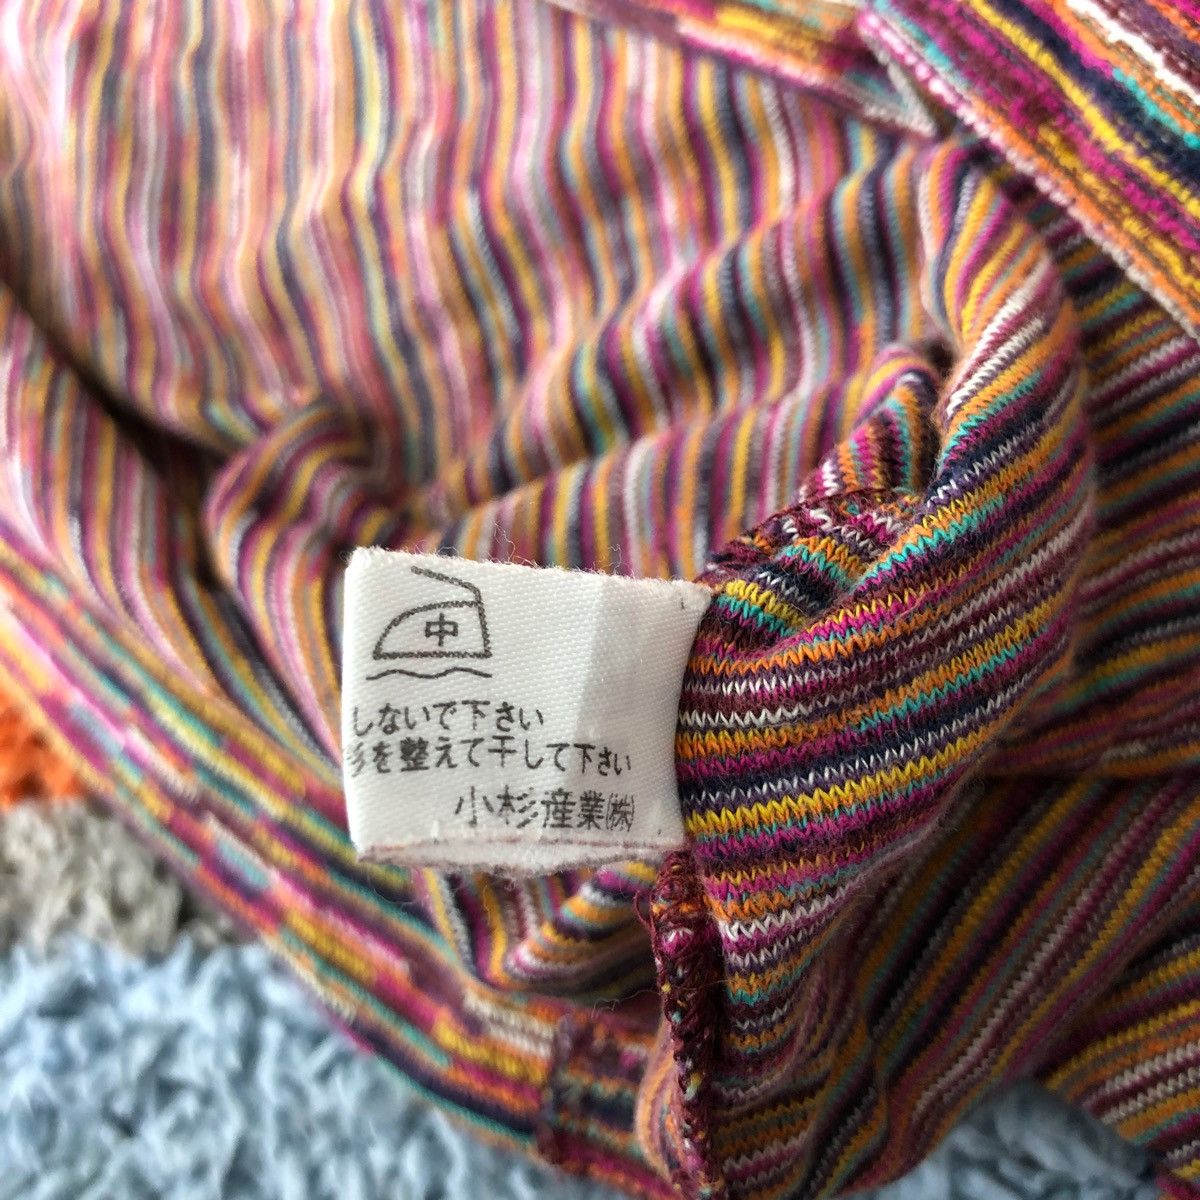 中
しないで下さい
を整えて干して下さい
小杉産業㈱